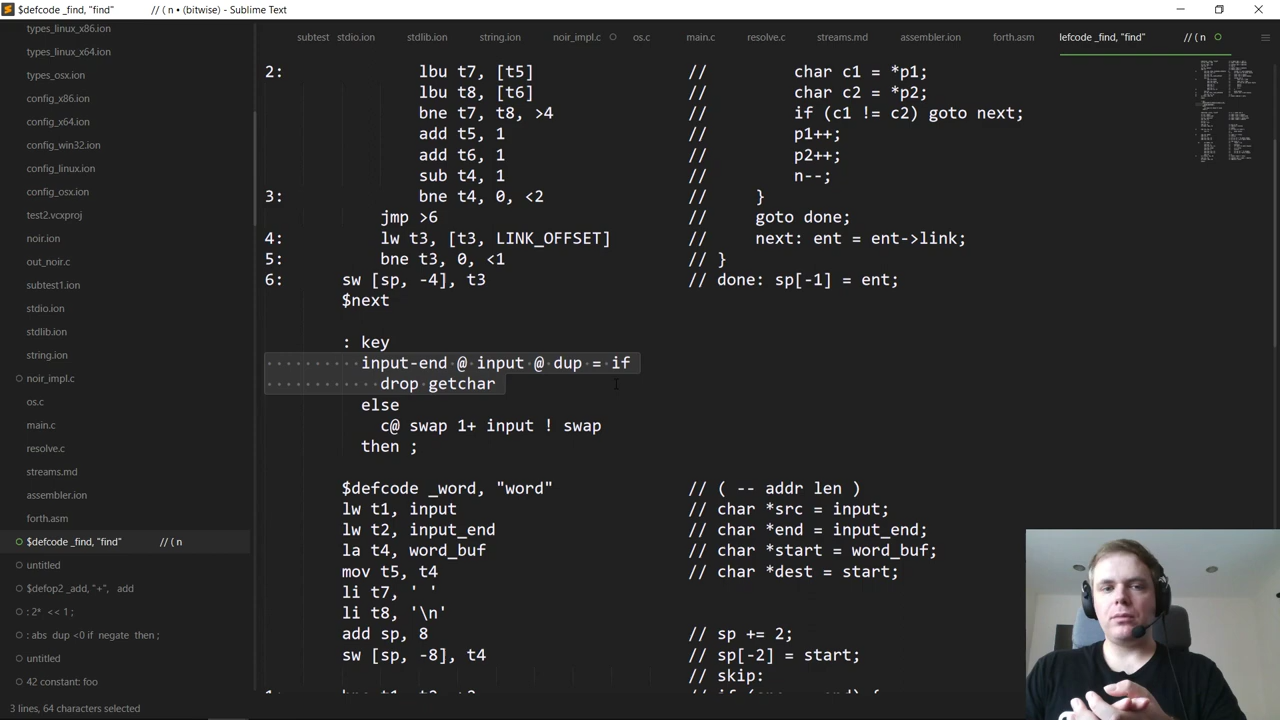 $defcode _find, "find" // ( n • (bitwise) - Sublime Text
types_linux_x86.ion
types_linux_x64.ion
types_osx.ion
config_x86.ion
config_x64.ion
config_win32.ion
config_linux.ion
config_osx.ion
test2.vcxproj
noir.ion
out_noir.c
subtest1.ion
stdio.ion
stdlib.ion
string.ion
noir_impl.c
os.c
main.c
resolve.c
streams.md
assembler.ion
forth.asm
$defcode _find, "find" // ( n
untitled
$defop2 _add, "+", add
: 2* << 1 ;
: abs dup <0 if negate then ;
untitled
42 constant: foo
subtest stdio.ion stdlib.ion string.ion noir_impl.c os.c main.c resolve.c streams.md assembler.ion forth.asm lefcode _find, "find" // ( n
2: lbu t7, [t5] // char c1 = *p1;
lbu t8, [t6] // char c2 = *p2;
bne t7, t8, >4 // if (c1 != c2) goto next;
add t5, 1 // p1++;
add t6, 1 // p2++;
sub t4, 1 // n--;
3: bne t4, 0, <2 // }
jmp >6 // goto done;
4: lw t3, [t3, LINK_OFFSET] // next: ent = ent->link;
5: bne t3, 0, <1 // }
6: sw [sp, -4], t3 // done: sp[-1] = ent;
$next
: key
input-end @ input @ dup = if
drop getchar
else
c@ swap 1+ input ! swap
then ;
$defcode _word, "word" // ( -- addr len )
lw t1, input // char *src = input;
lw t2, input_end // char *end = input_end;
la t4, word_buf // char *start = word_buf;
mov t5, t4 // char *dest = start;
li t7, ' '
li t8, '\n'
add sp, 8 // sp += 2;
sw [sp, -8], t4 // sp[-2] = start;
// skip:
3 lines, 64 characters selected